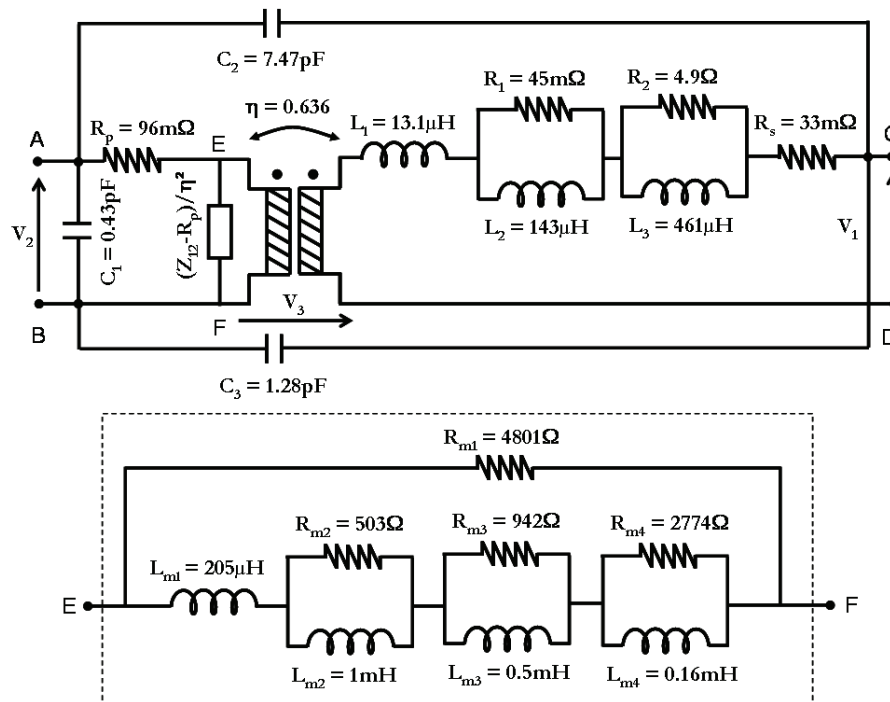 C₂ = 7.47pF
R₁ = 45mΩ
R₂ = 4.9Ω
η = 0.636
L₁ = 13.1μH
Rₛ = 33mΩ
A
Rₚ = 96mΩ
E
V₂
C₁ = 0.43pF
(Z₁₂-Rₚ)/η²
L₂ = 143μH
L₃ = 461μH
V₁
B
F
V₃
D
C₃ = 1.28pF
Rₘ₁ = 4801Ω
Rₘ₂ = 503Ω
Rₘ₃ = 942Ω
Rₘ₄ = 2774Ω
Lₘ₁ = 205μH
E
F
Lₘ₂ = 1mH
Lₘ₃ = 0.5mH
Lₘ₄ = 0.16mH